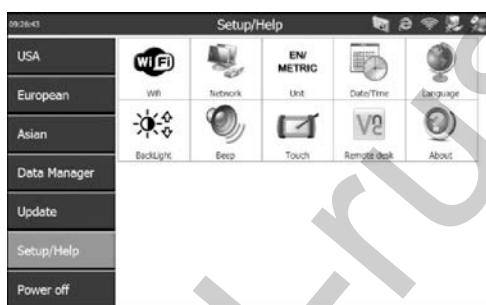 09:26:43 Setup/Help
USA
European
Asian
Data Manager
Update
Setup/Help
Power off
WiFi
EN/
METRIC
Wifi Network Unit Date/Time Language
V2
BackLight Beep Touch Remote desk About
-rus